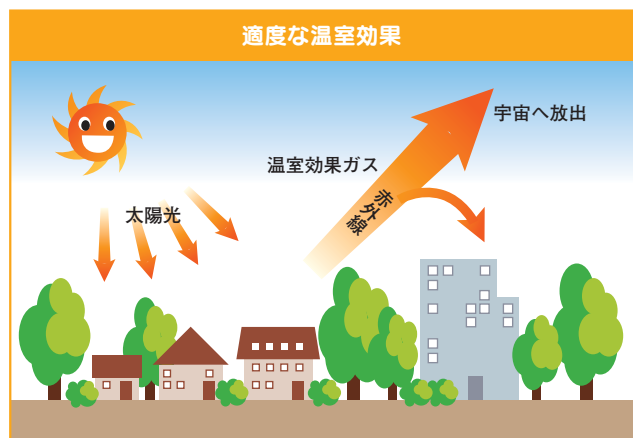 適度な温室効果
宇宙へ放出
温室効果ガス
赤外線
太陽光